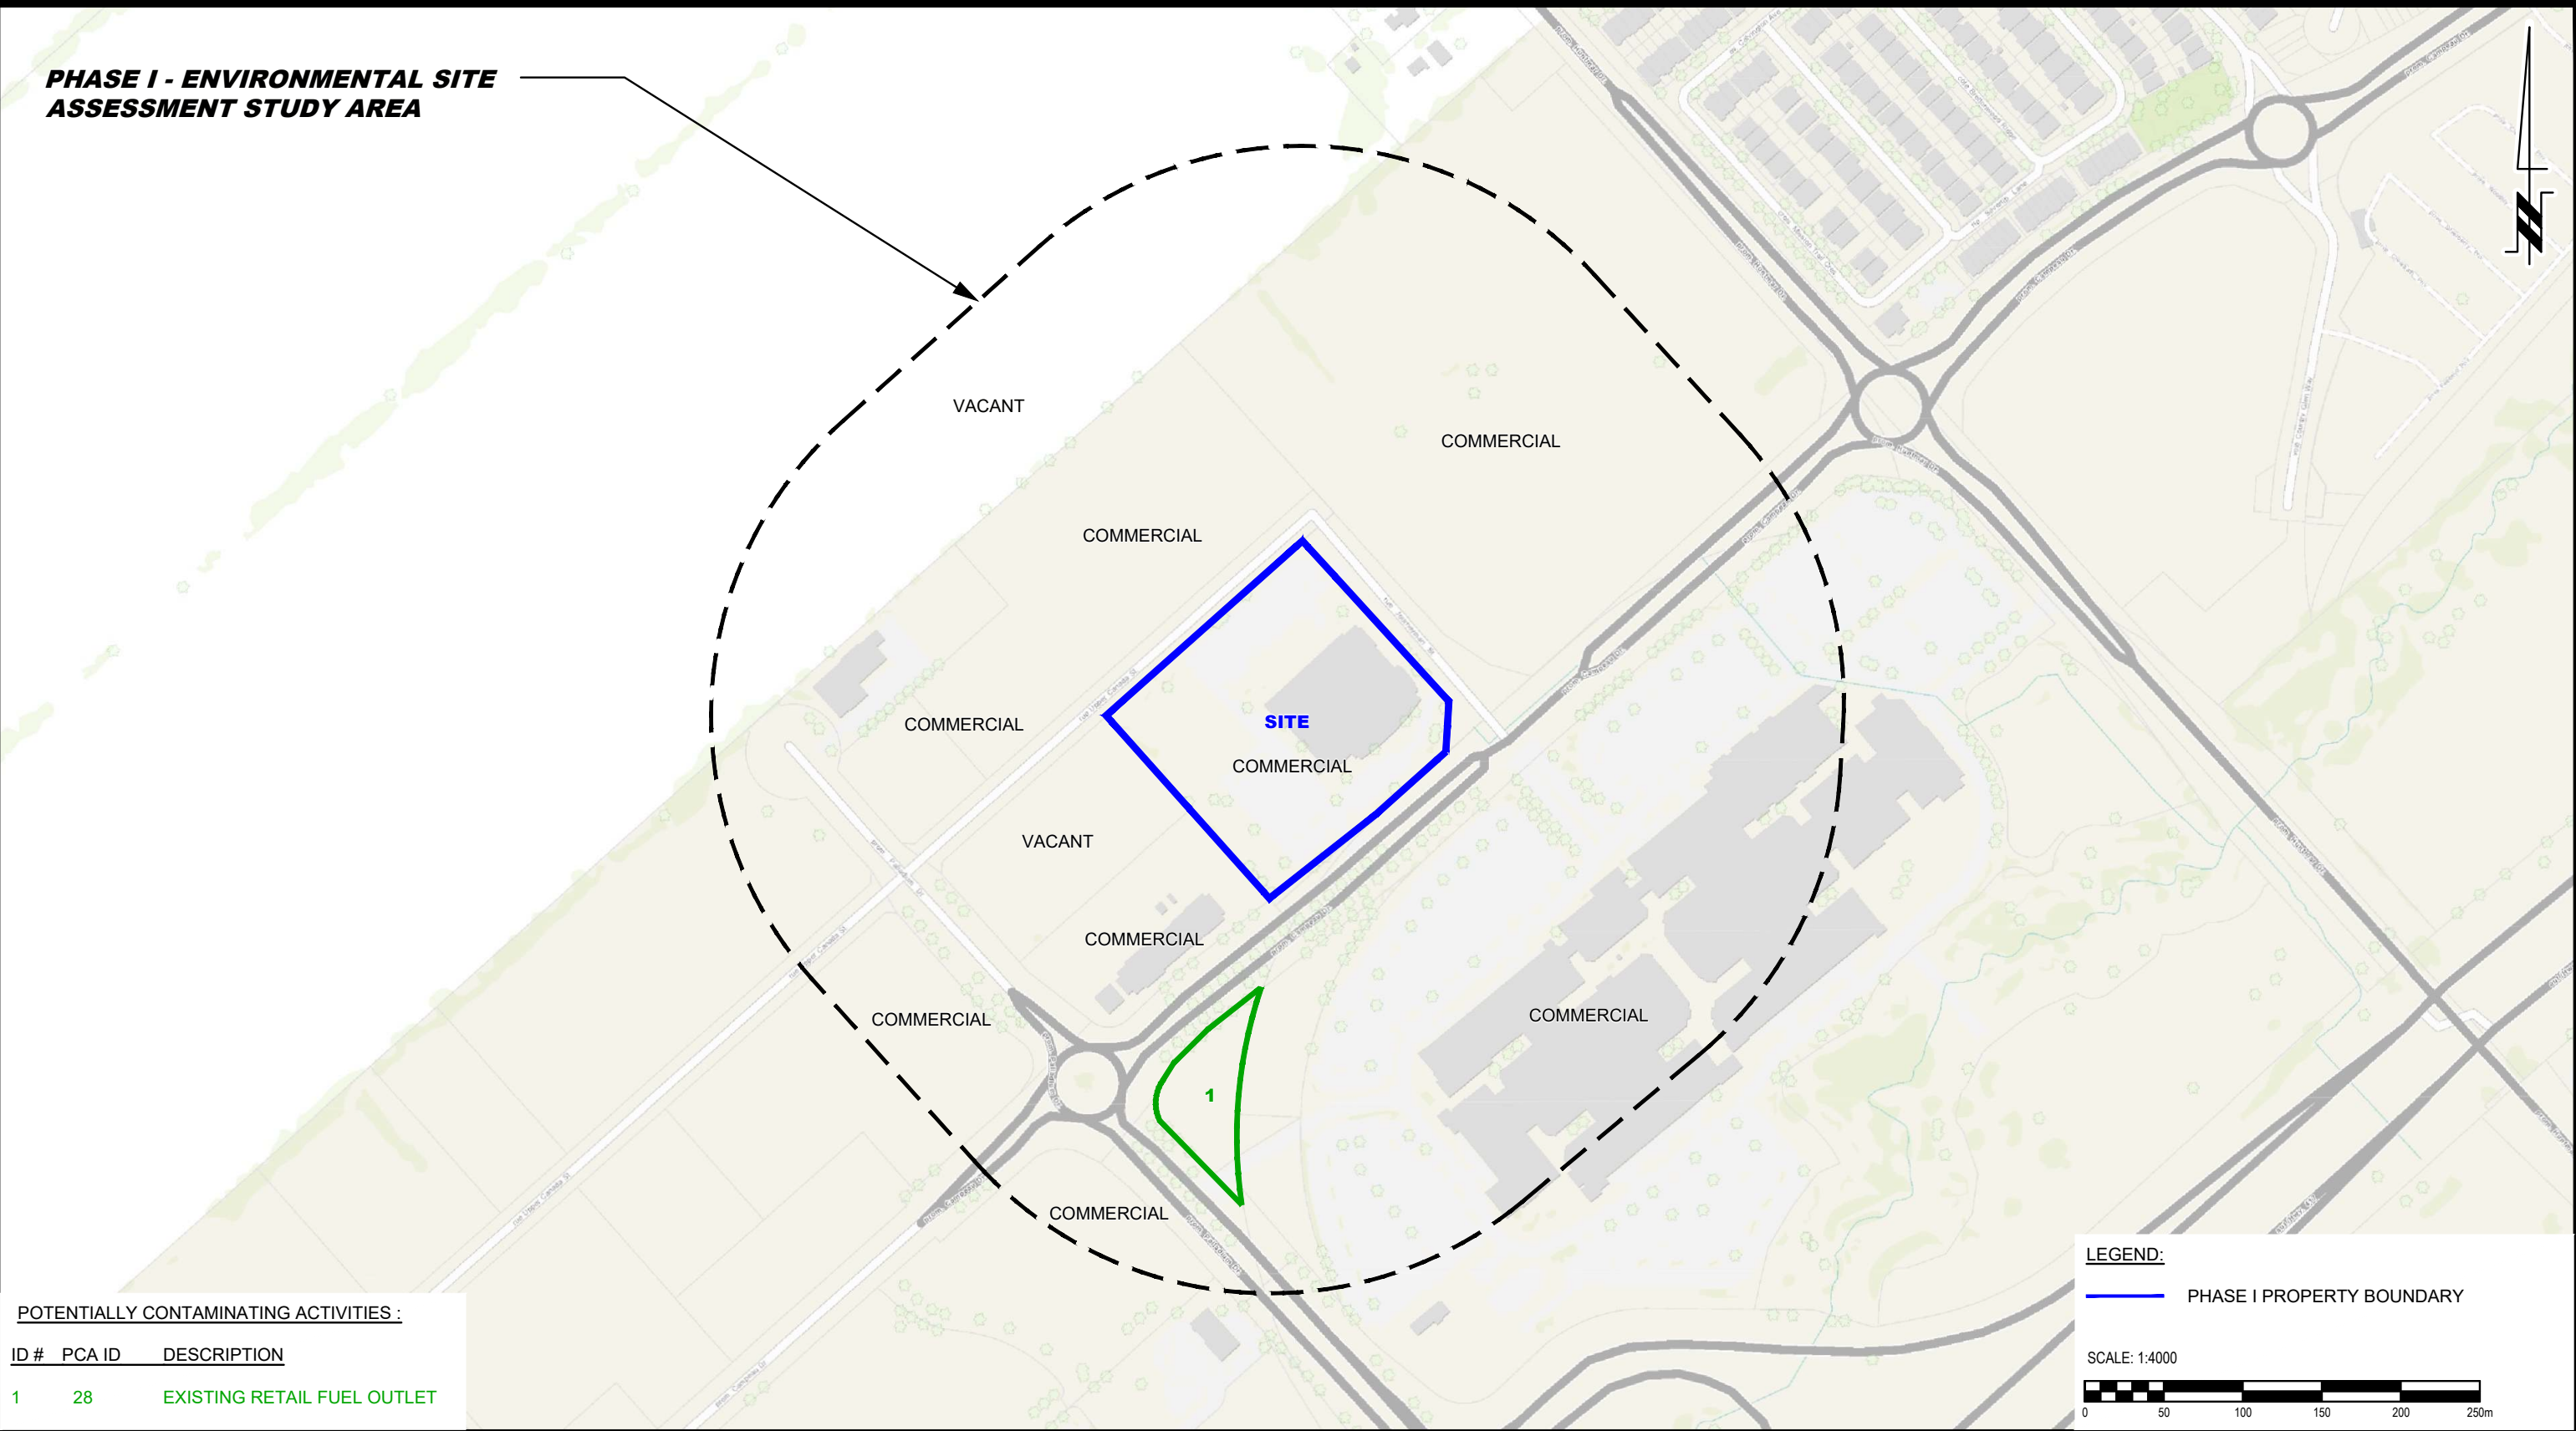 PHASE I - ENVIRONMENTAL SITE
ASSESSMENT STUDY AREA
N
VACANT
COMMERCIAL
COMMERCIAL
COMMERCIAL
SITE
COMMERCIAL
VACANT
COMMERCIAL
COMMERCIAL
COMMERCIAL
1
COMMERCIAL
POTENTIALLY CONTAMINATING ACTIVITIES :
ID # PCA ID DESCRIPTION
1 28 EXISTING RETAIL FUEL OUTLET
LEGEND:
PHASE I PROPERTY BOUNDARY
SCALE: 1:4000
0 50 100 150 200 250m